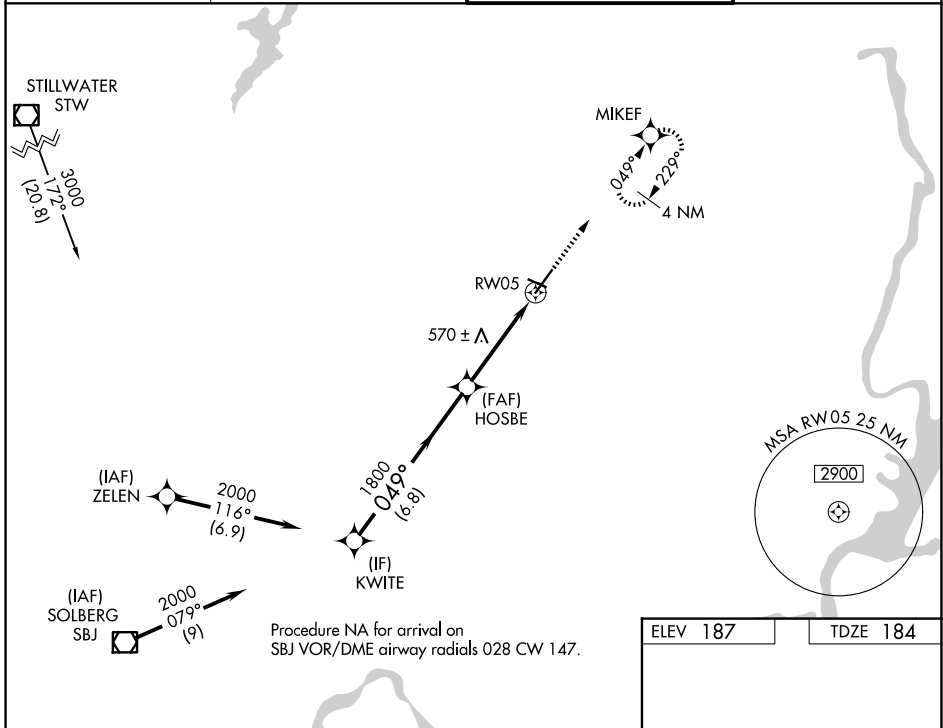 STILLWATER
STW
3000
172°
(20.8)
MIKEF
049°
229°
4 NM
RW05
570 ±
(FAF)
HOSBE
1800
049°
(6.8)
(IAF)
ZELEN
2000
116°
(6.9)
(IF)
KWITE
(IAF)
SOLBERG
SBJ
2000
079°
(9)
MSA RW05 25 NM
2900
Procedure NA for arrival on
SBJ VOR/DME airway radials 028 CW 147.
ELEV 187
TDZE 184